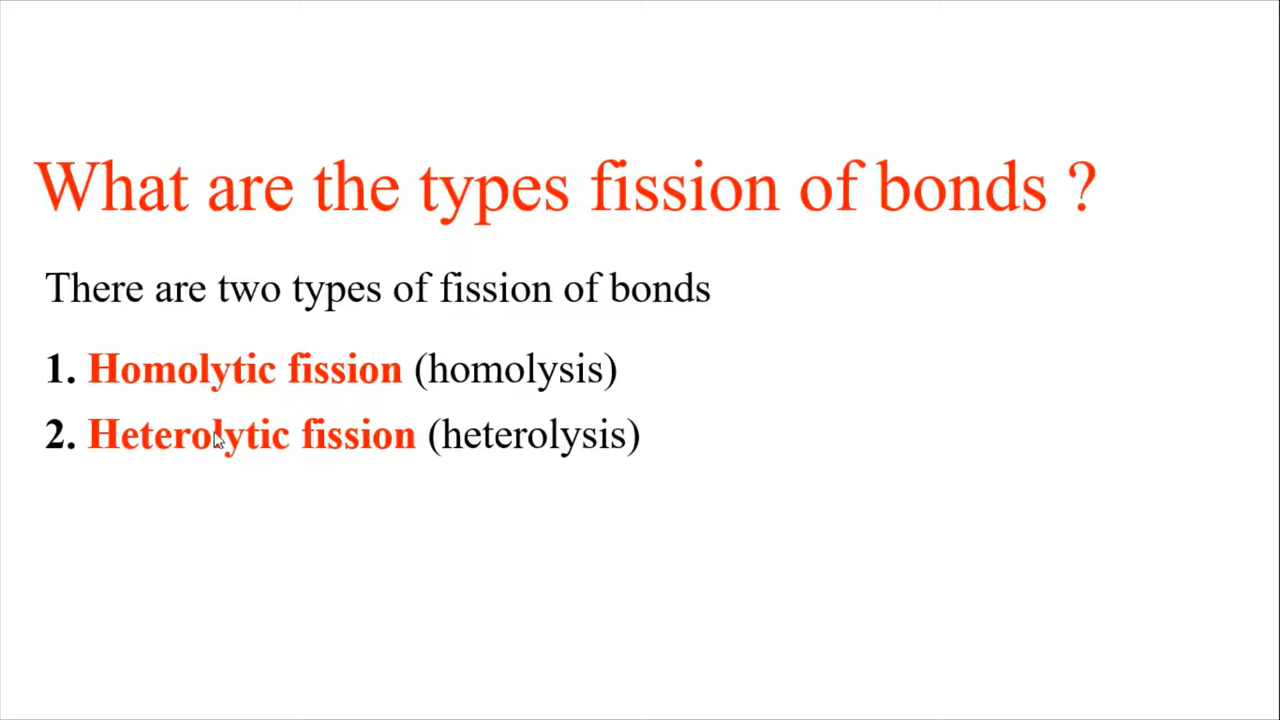 What are the types fission of bonds ?
There are two types of fission of bonds
1. Homolytic fission (homolysis)
2. Heterolytic fission (heterolysis)